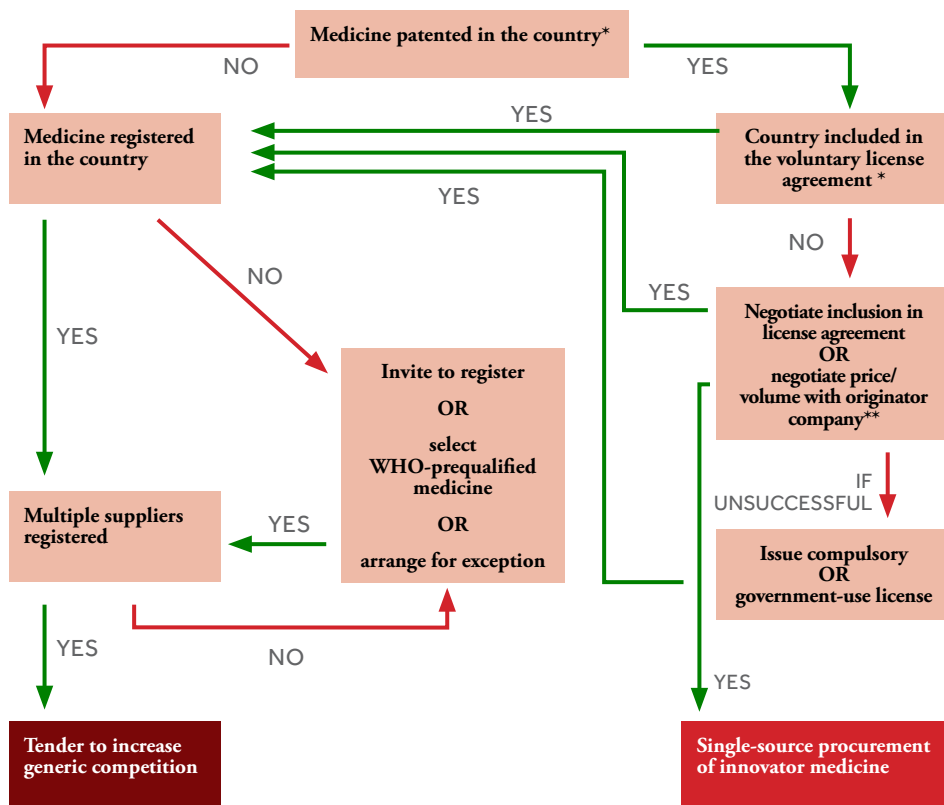 Medicine patented in the country*
NO
YES
YES
Medicine registered
in the country
Country included in
the voluntary license
agreement *
YES
NO
NO
YES
Negotiate inclusion in
license agreement
OR
negotiate price/
volume with originator
company**
YES
Invite to register
OR
select
WHO-prequalified
medicine
OR
arrange for exception
IF
UNSUCCESSFUL
Multiple suppliers
registered
YES
Issue compulsory
OR
government-use license
YES
NO
YES
Tender to increase
generic competition
Single-source procurement
of innovator medicine